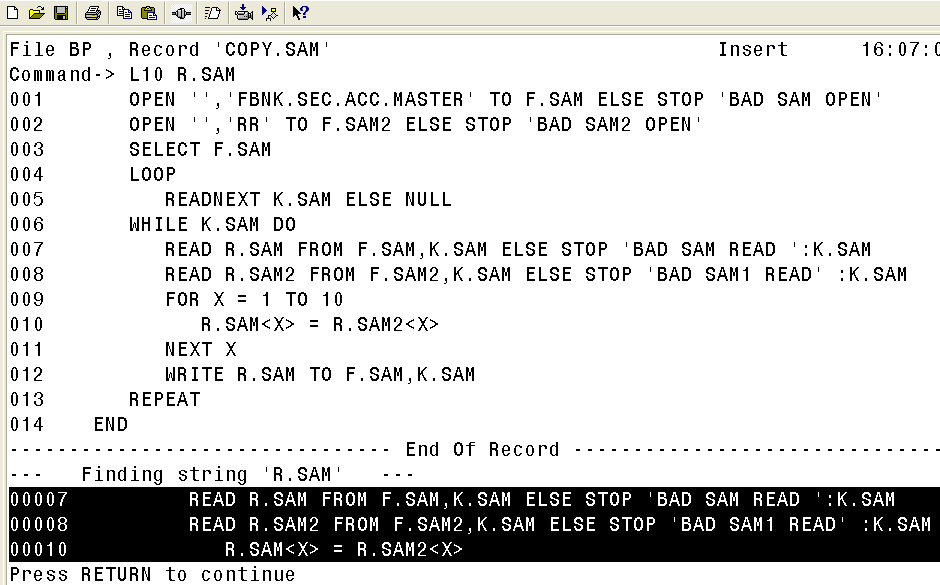 File BP , Record 'COPY.SAM' Insert 16:07:0
Command-> L10 R.SAM
001 OPEN '','FBNK.SEC.ACC.MASTER' TO F.SAM ELSE STOP 'BAD SAM OPEN'
002 OPEN '','RR' TO F.SAM2 ELSE STOP 'BAD SAM2 OPEN'
003 SELECT F.SAM
004 LOOP
005 READNEXT K.SAM ELSE NULL
006 WHILE K.SAM DO
007 READ R.SAM FROM F.SAM,K.SAM ELSE STOP 'BAD SAM READ ':K.SAM
008 READ R.SAM2 FROM F.SAM2,K.SAM ELSE STOP 'BAD SAM1 READ' :K.SAM
009 FOR X = 1 TO 10
010 R.SAM<X> = R.SAM2<X>
011 NEXT X
012 WRITE R.SAM TO F.SAM,K.SAM
013 REPEAT
014 END
-------------------------------- End Of Record -------------------------------
--- Finding string 'R.SAM' ---
00007 READ R.SAM FROM F.SAM,K.SAM ELSE STOP 'BAD SAM READ ':K.SAM
00008 READ R.SAM2 FROM F.SAM2,K.SAM ELSE STOP 'BAD SAM1 READ' :K.SAM
00010 R.SAM<X> = R.SAM2<X>
Press RETURN to continue